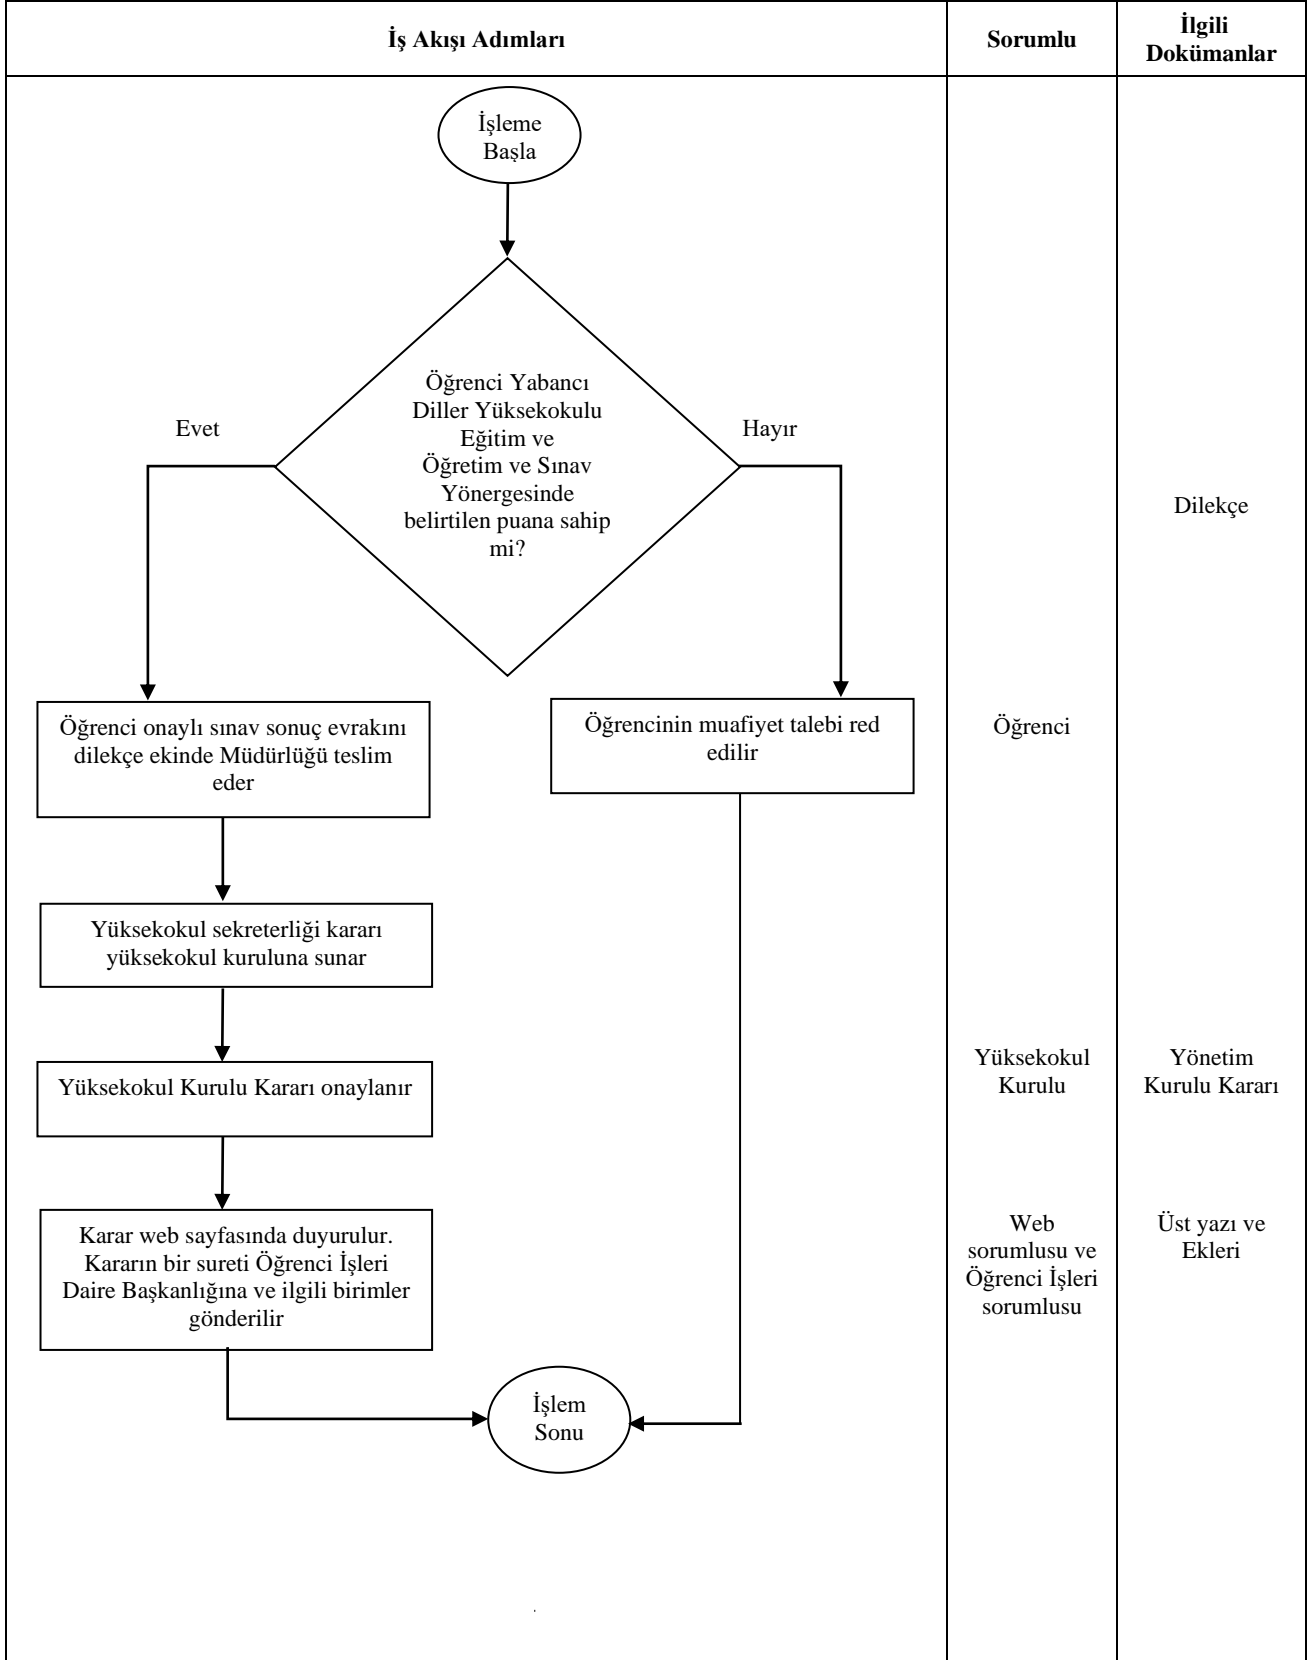 İş Akışı Adımları
Sorumlu
İlgili
Dokümanlar
İşleme
Başla
Öğrenci Yabancı
Diller Yüksekokulu
Eğitim ve
Öğretim ve Sınav
Yönergesinde
belirtilen puana sahip
mi?
Evet
Hayır
Dilekçe
Öğrenci onaylı sınav sonuç evrakını
dilekçe ekinde Müdürlüğü teslim
eder
Öğrencinin muafiyet talebi red
edilir
Öğrenci
Yüksekokul sekreterliği kararı
yüksekokul kuruluna sunar
Yüksekokul Kurulu Kararı onaylanır
Yüksekokul
Kurulu
Yönetim
Kurulu Kararı
Karar web sayfasında duyurulur.
Kararın bir sureti Öğrenci İşleri
Daire Başkanlığına ve ilgili birimler
gönderilir
Web
sorumlusu ve
Öğrenci İşleri
sorumlusu
Üst yazı ve
Ekleri
İşlem
Sonu